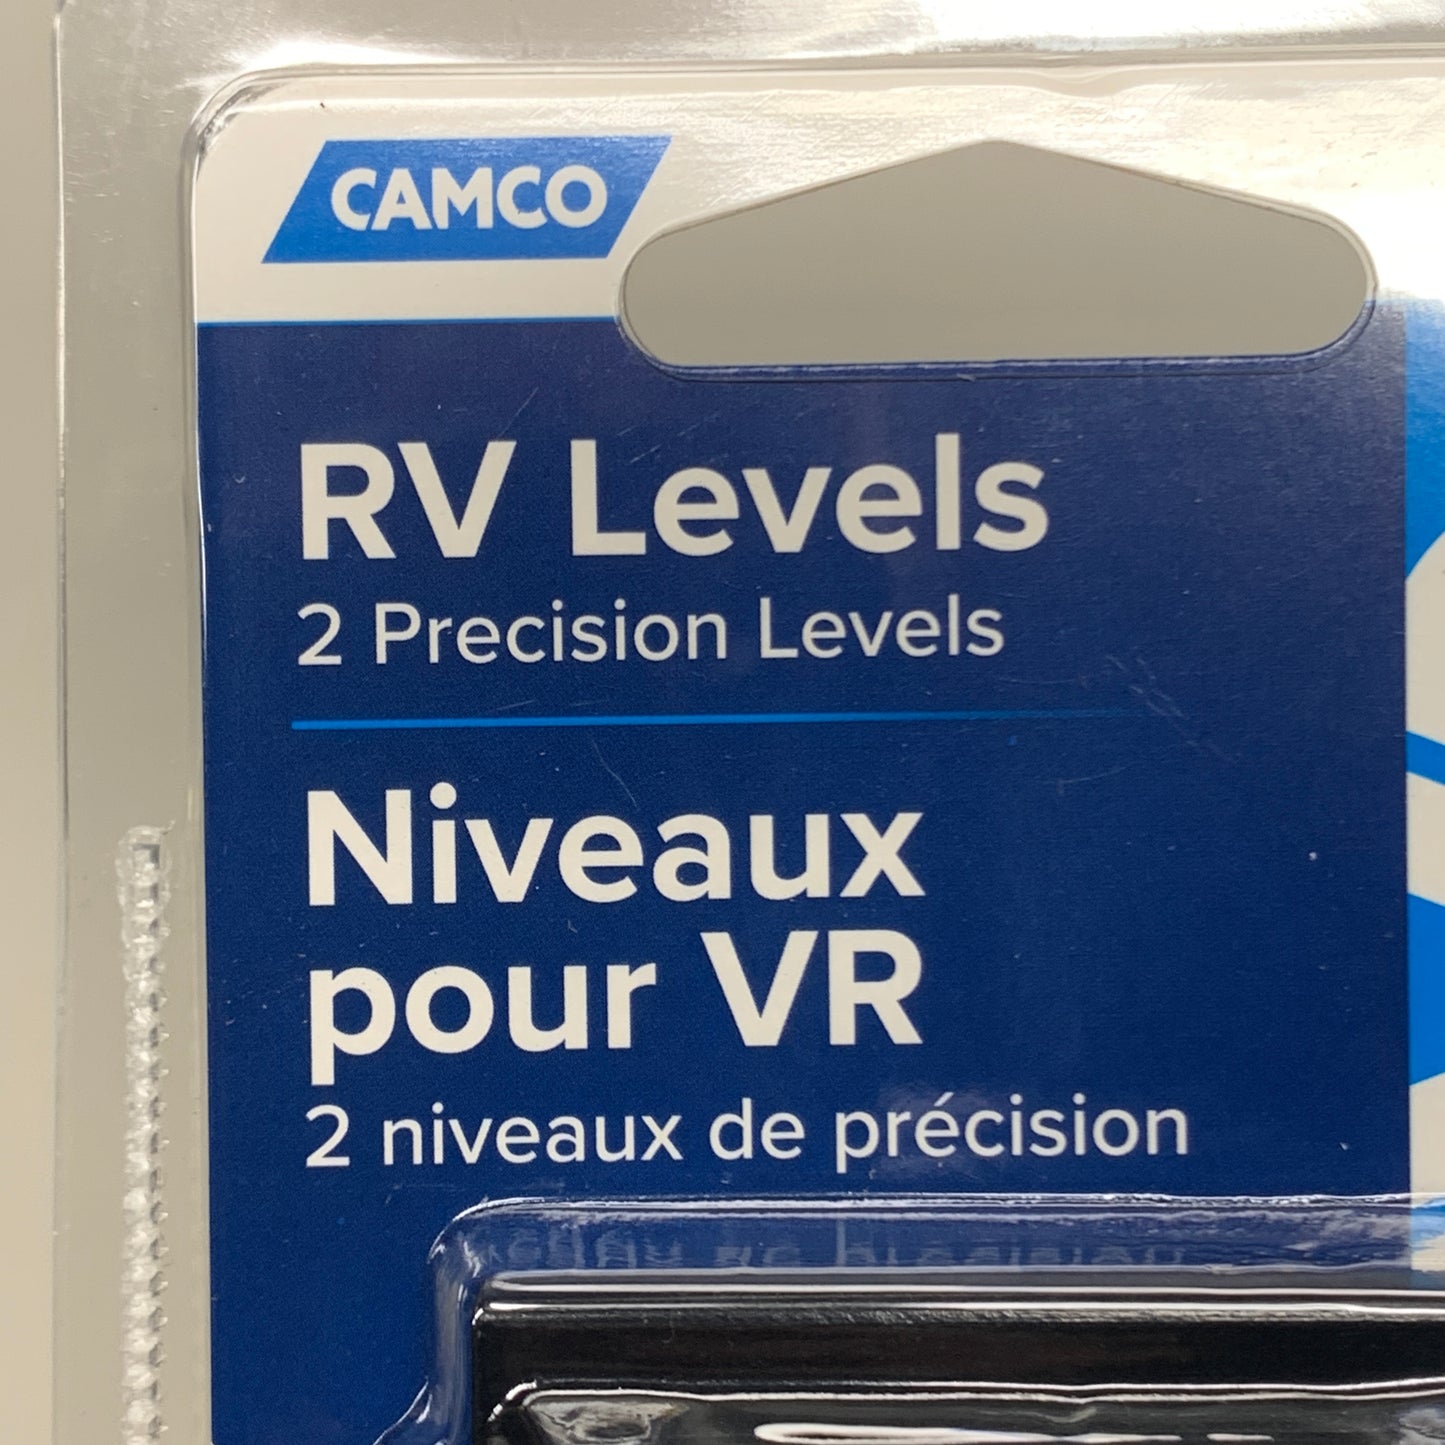 CAMCO
RV Levels
2 Precision Levels
Niveaux
pour VR
2 niveaux de précision